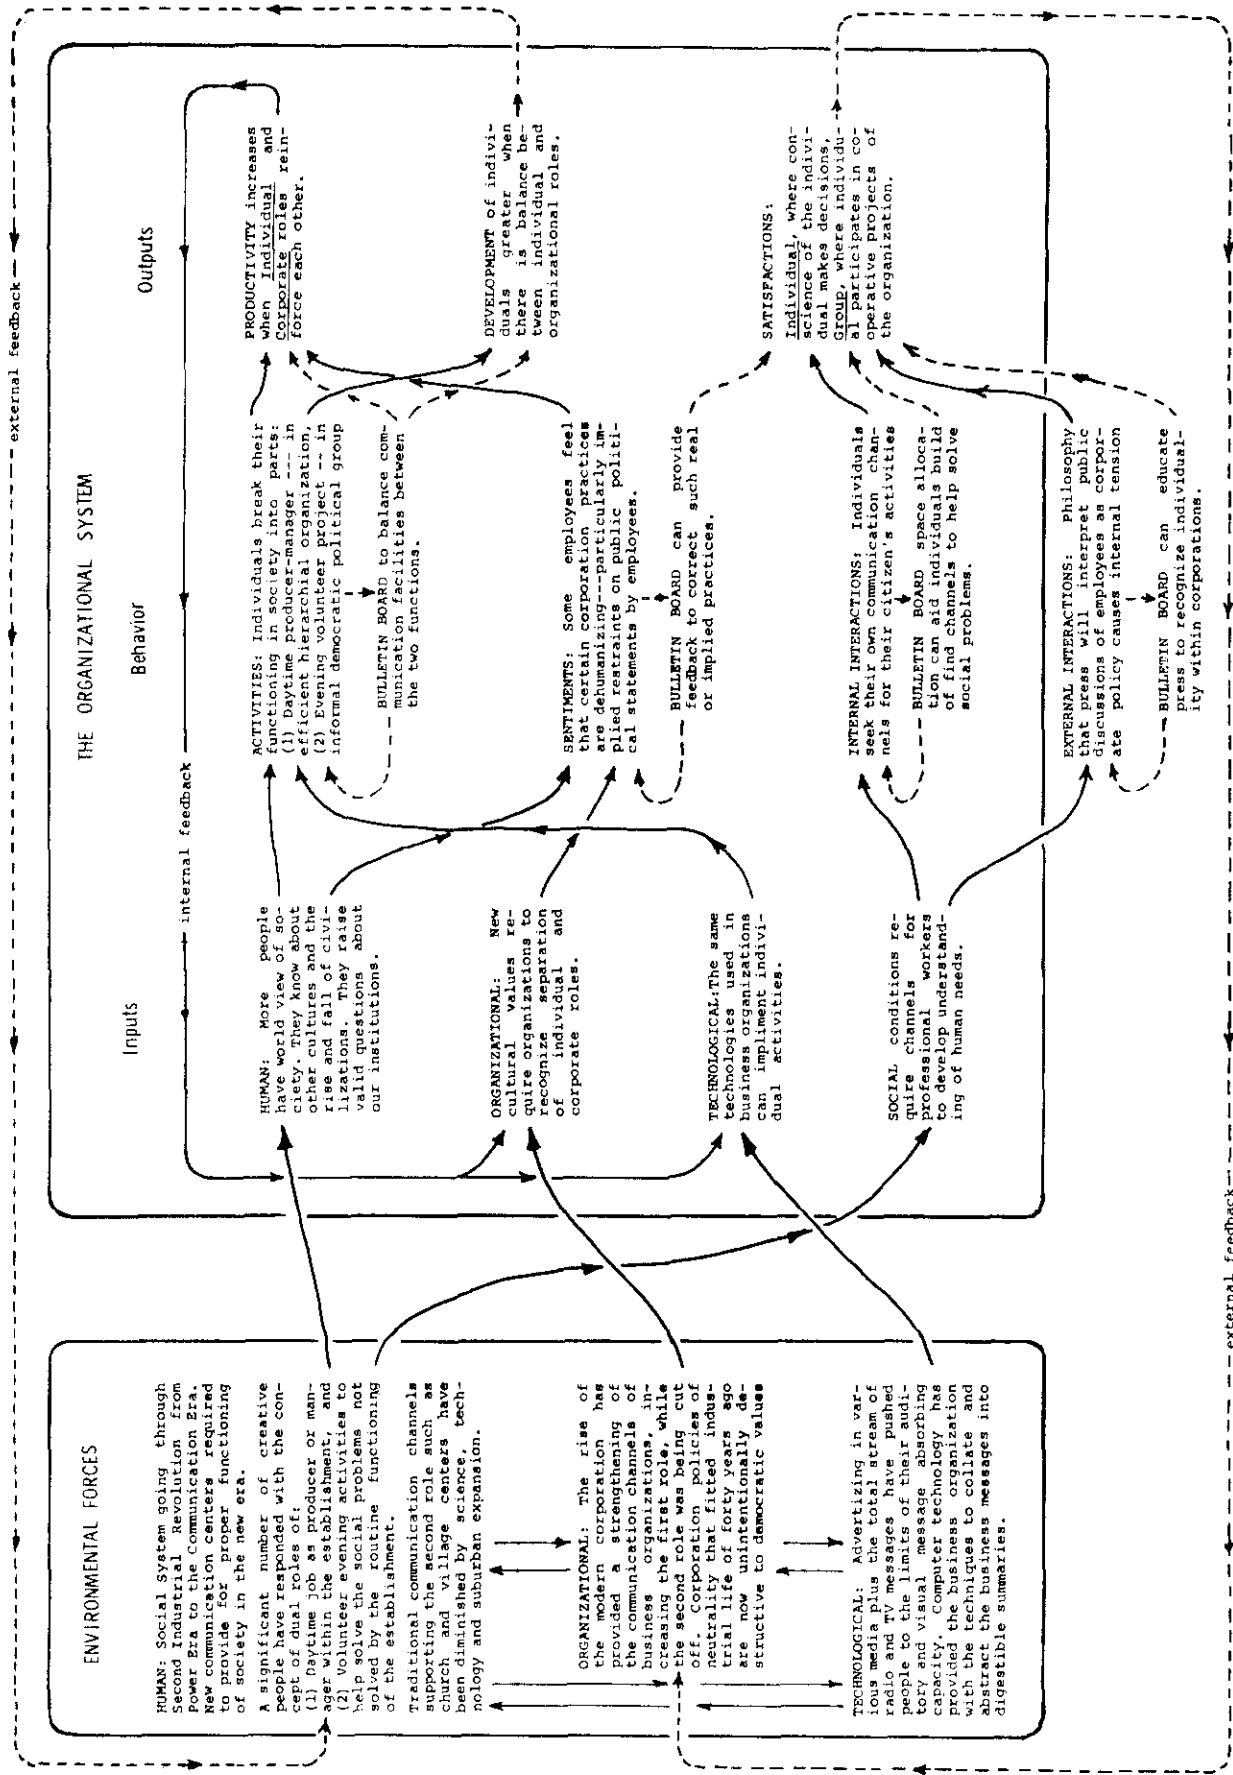 external feedback
ENVIRONMENTAL FORCES
HUMAN: Social System going through
Second Industrial Revolution from
Power Era to the Communication Era.
New communication centers required
to provide for proper functioning
of society in the new era.
A significant number of creative
people have responded with the con-
cept of dual roles of:
(1) Daytime job as producer or man-
ager within the establishment, and
(2) Volunteer evening activities to
help solve the social problems not
solved by the routine functioning
of the establishment.
Traditional communication channels
supporting the second role such as
church and village centers have
been diminished by science, tech-
nology and suburban expansion.
ORGANIZATIONAL: The rise of
the modern corporation has
provided a strengthening of
the communication channels of
business organizations, in-
creasing the first role, while
the second role was being cut
off. Corporation policies of
neutrality that fitted indus-
trial life of forty years ago
are now unintentionally de-
structive to democratic values
TECHNOLOGICAL: Advertizing in var-
ious media plus the total stream of
radio and TV messages have pushed
people to the limits of their audi-
tory and visual message absorbing
capacity. Computer technology has
provided the business organization
with the techniques to collate and
abstract the business messages into
digestible summaries.
THE ORGANIZATIONAL SYSTEM
Inputs
Behavior
Outputs
internal feedback
HUMAN: More people
have world view of so-
ciety. They know about
other cultures and the
rise and fall of civi-
lizations. They raise
valid questions about
our institutions.
ORGANIZATIONAL: New
cultural values re-
quire organizations to
recognize separation
of individual and
corporate roles.
TECHNOLOGICAL:The same
technologies used in
business organizations
can impliment indivi-
dual activities.
SOCIAL conditions re-
quire channels for
professional workers
to develop understand-
ing of human needs.
ACTIVITIES: Individuals break their
functioning in society into parts:
(1) Daytime producer-manager --- in
efficient hierarchial organization,
(2) Evening volunteer project -- in
informal democratic political group
BULLETIN BOARD to balance com-
munication facilities between
the two functions.
SENTIMENTS: Some employees feel
that certain corporation practices
are dehumanizing---particularly im-
plied restraints on public politi-
cal statements by employees.
BULLETIN BOARD can provide
feedback to correct such real
or implied practices.
INTERNAL INTERACTIONS: Individuals
seek their own communication chan-
nels for their citizen's activities
BULLETIN BOARD space alloca-
tion can aid individuals build
of find channels to help solve
social problems.
EXTERNAL INTERACTIONS: Philosophy
that press will interpret public
discussions of employees as corpor-
ate policy causes internal tension
BULLETIN BOARD can educate
press to recognize individual-
ity within corporations.
PRODUCTIVITY increases
when Individual and
Corporate roles rein-
force each other.
DEVELOPMENT of indivi-
duals greater when
there is balance be-
tween individual and
organizational roles.
SATISFACTIONS:
Individual, where con-
science of the indivi-
dual makes decisions,
Group, where individu-
al participates in co-
operative projects of
the organization.
external feedback